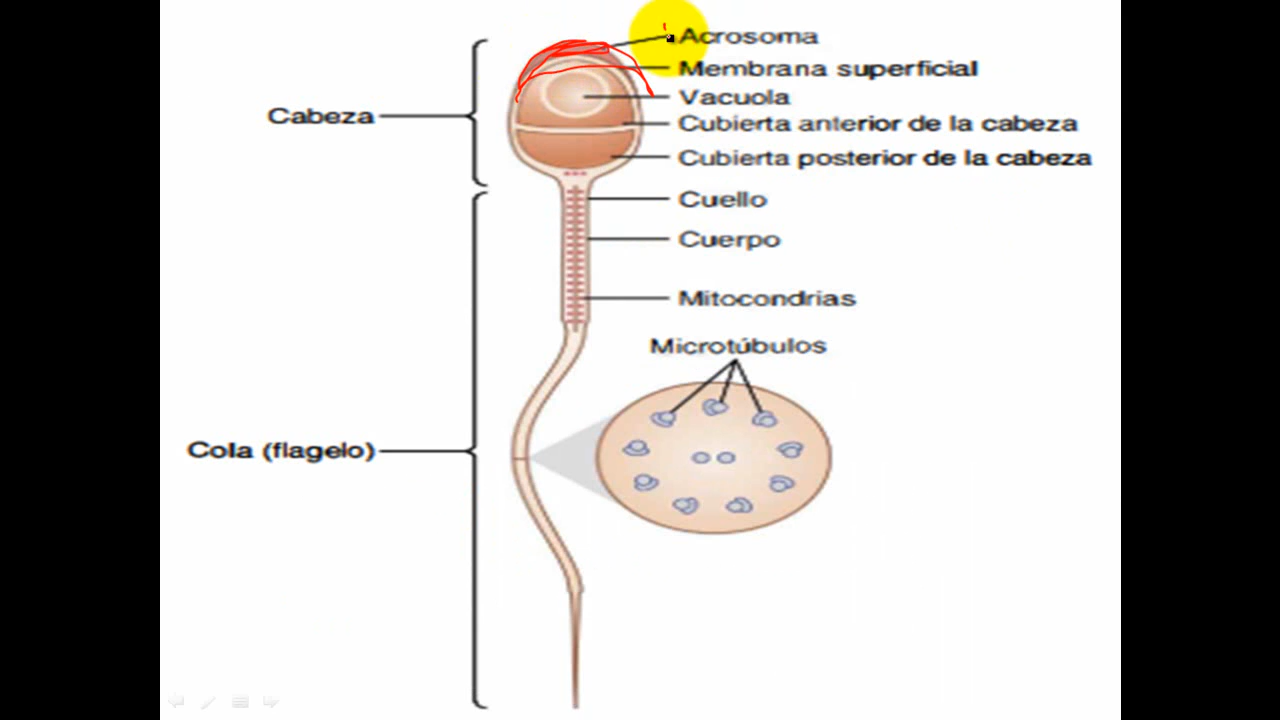 Acrosoma
Membrana superficial
Vacuola
Cabeza
Cubierta anterior de la cabeza
Cubierta posterior de la cabeza
Cuello
Cuerpo
Mitocondrias
Microtúbulos
Cola (flagelo)